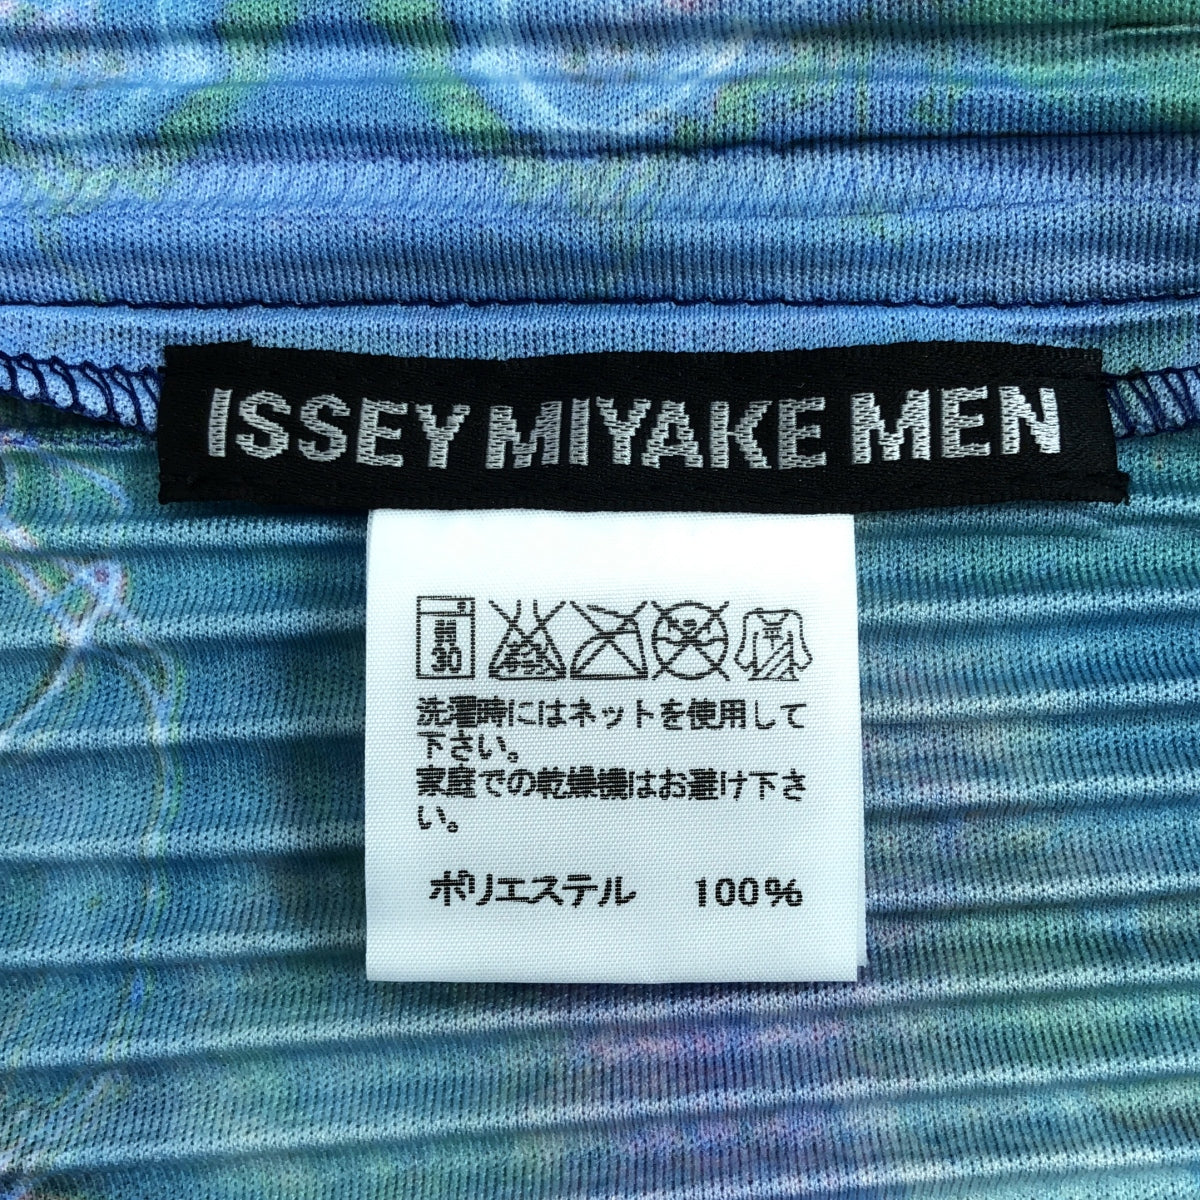 ISSEY MIYAKE MEN
M
30
平
洗濯時にはネットを使用して
下さい。
家庭での乾燥機はお避け下さ
い。
ポリエステル 100%